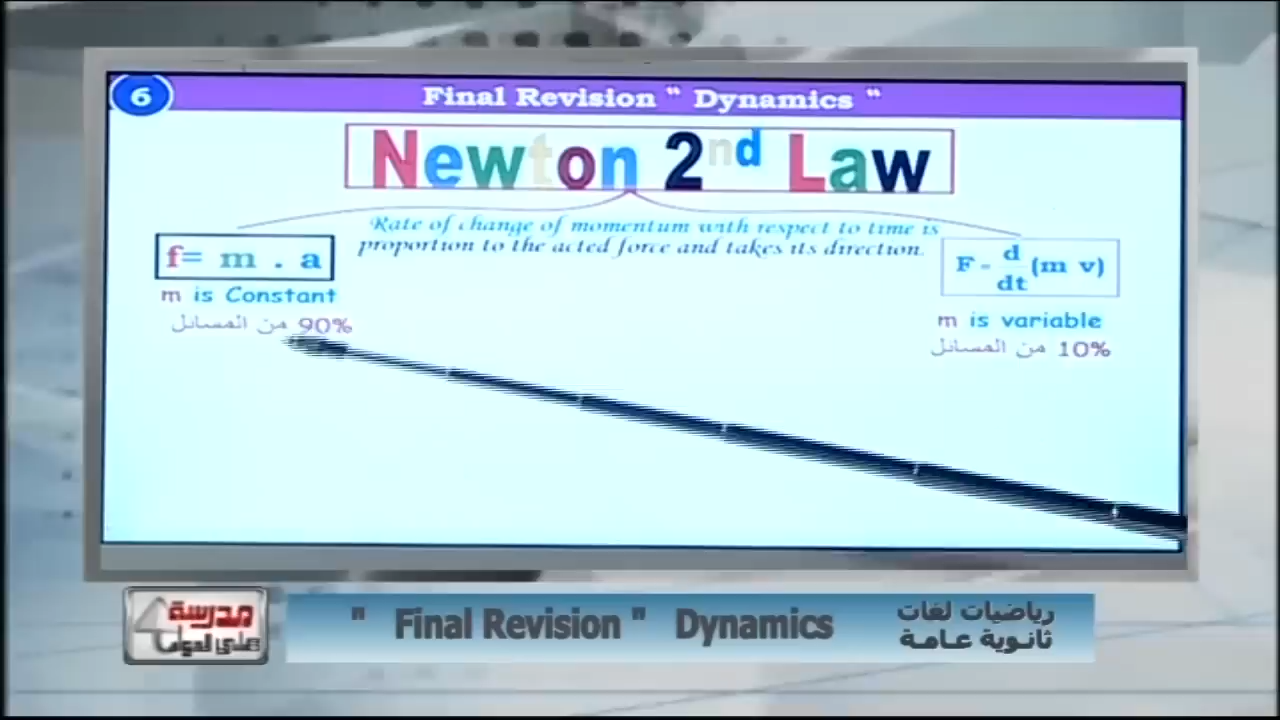 6
Final Revision " Dynamics "
Newton 2nd Law
Rate of change of momentum with respect to time is
proportion to the acted force and takes its direction.
f= m . a
m is Constant
90% من المسائل
F = d/dt (m v)
m is variable
10% من المسائل
مدرسة
على الهواء
" Final Revision " Dynamics
رياضيات لغات
ثانوية عامة